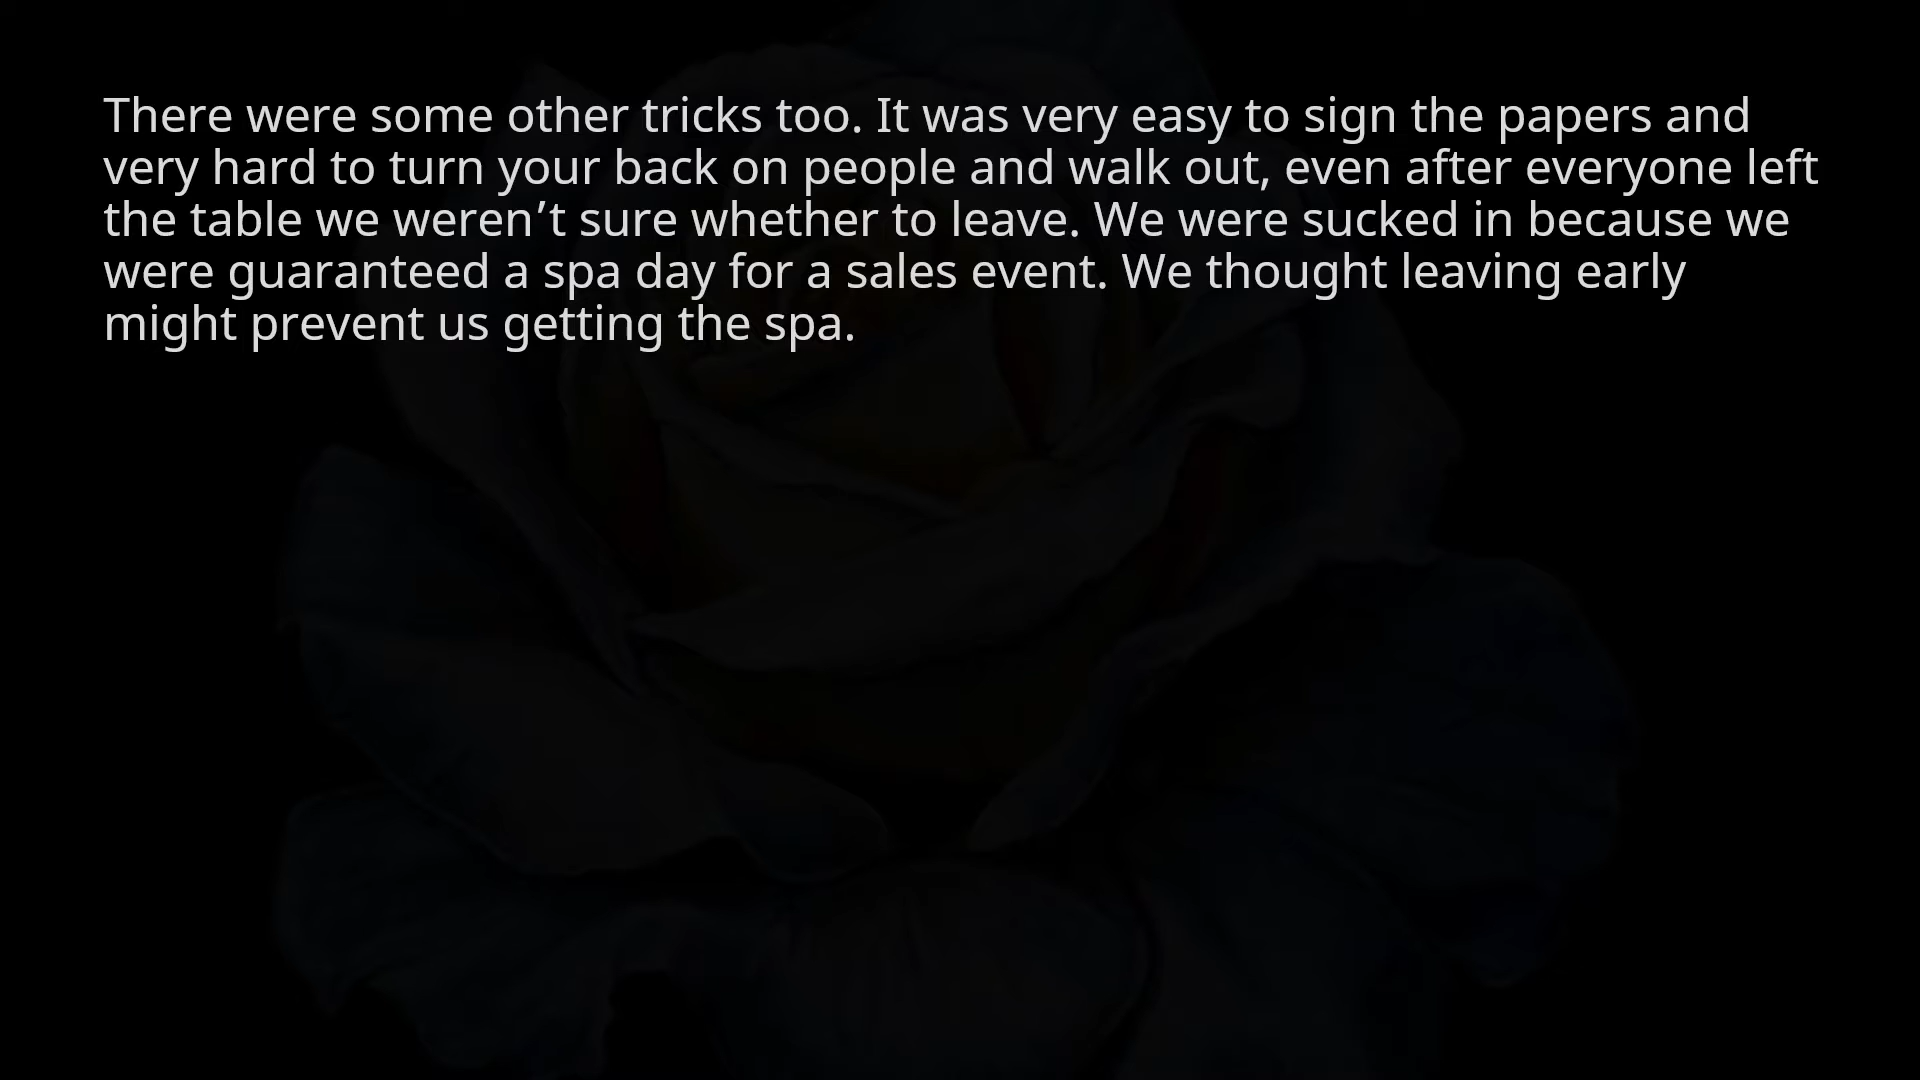 There were some other tricks too. It was very easy to sign the papers and
very hard to turn your back on people and walk out, even after everyone left
the table we weren’t sure whether to leave. We were sucked in because we
were guaranteed a spa day for a sales event. We thought leaving early
might prevent us getting the spa.